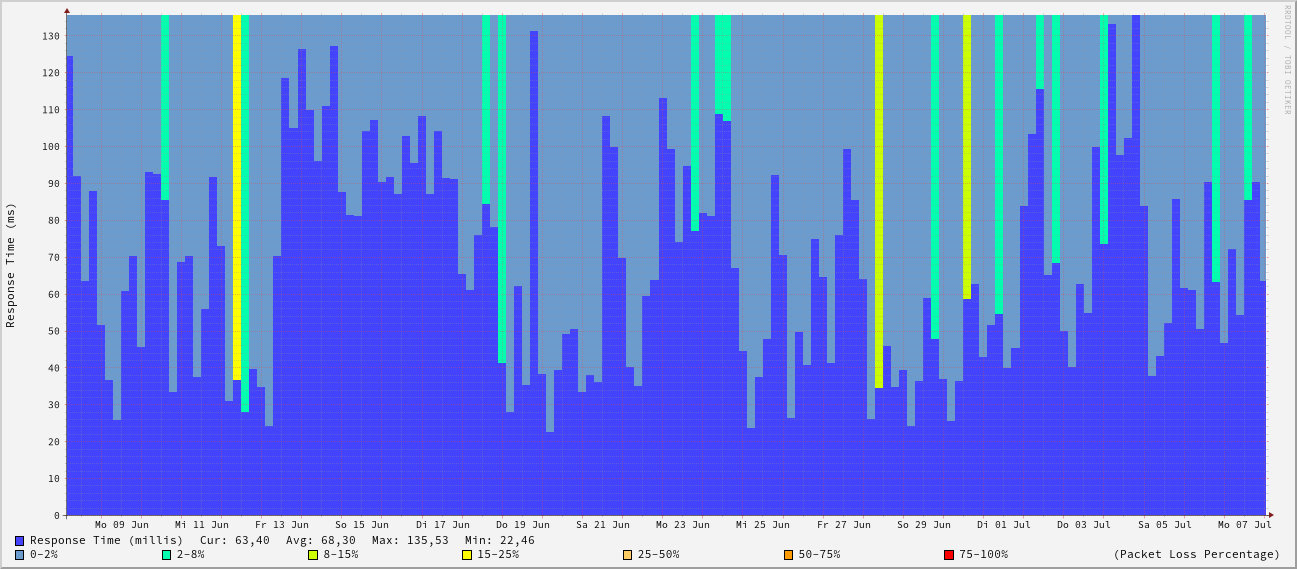 RRDTOOL / TOBI OETIKER
Response Time (ms)
130
120
110
100
90
80
70
60
50
40
30
20
10
0
Mo 09 Jun Mi 11 Jun Fr 13 Jun So 15 Jun Di 17 Jun Do 19 Jun Sa 21 Jun Mo 23 Jun Mi 25 Jun Fr 27 Jun So 29 Jun Di 01 Jul Do 03 Jul Sa 05 Jul Mo 07 Jul
Response Time (millis) Cur: 63,40 Avg: 68,30 Max: 135,53 Min: 22,46
0-2% 2-8% 8-15% 15-25% 25-50% 50-75% 75-100% (Packet Loss Percentage)